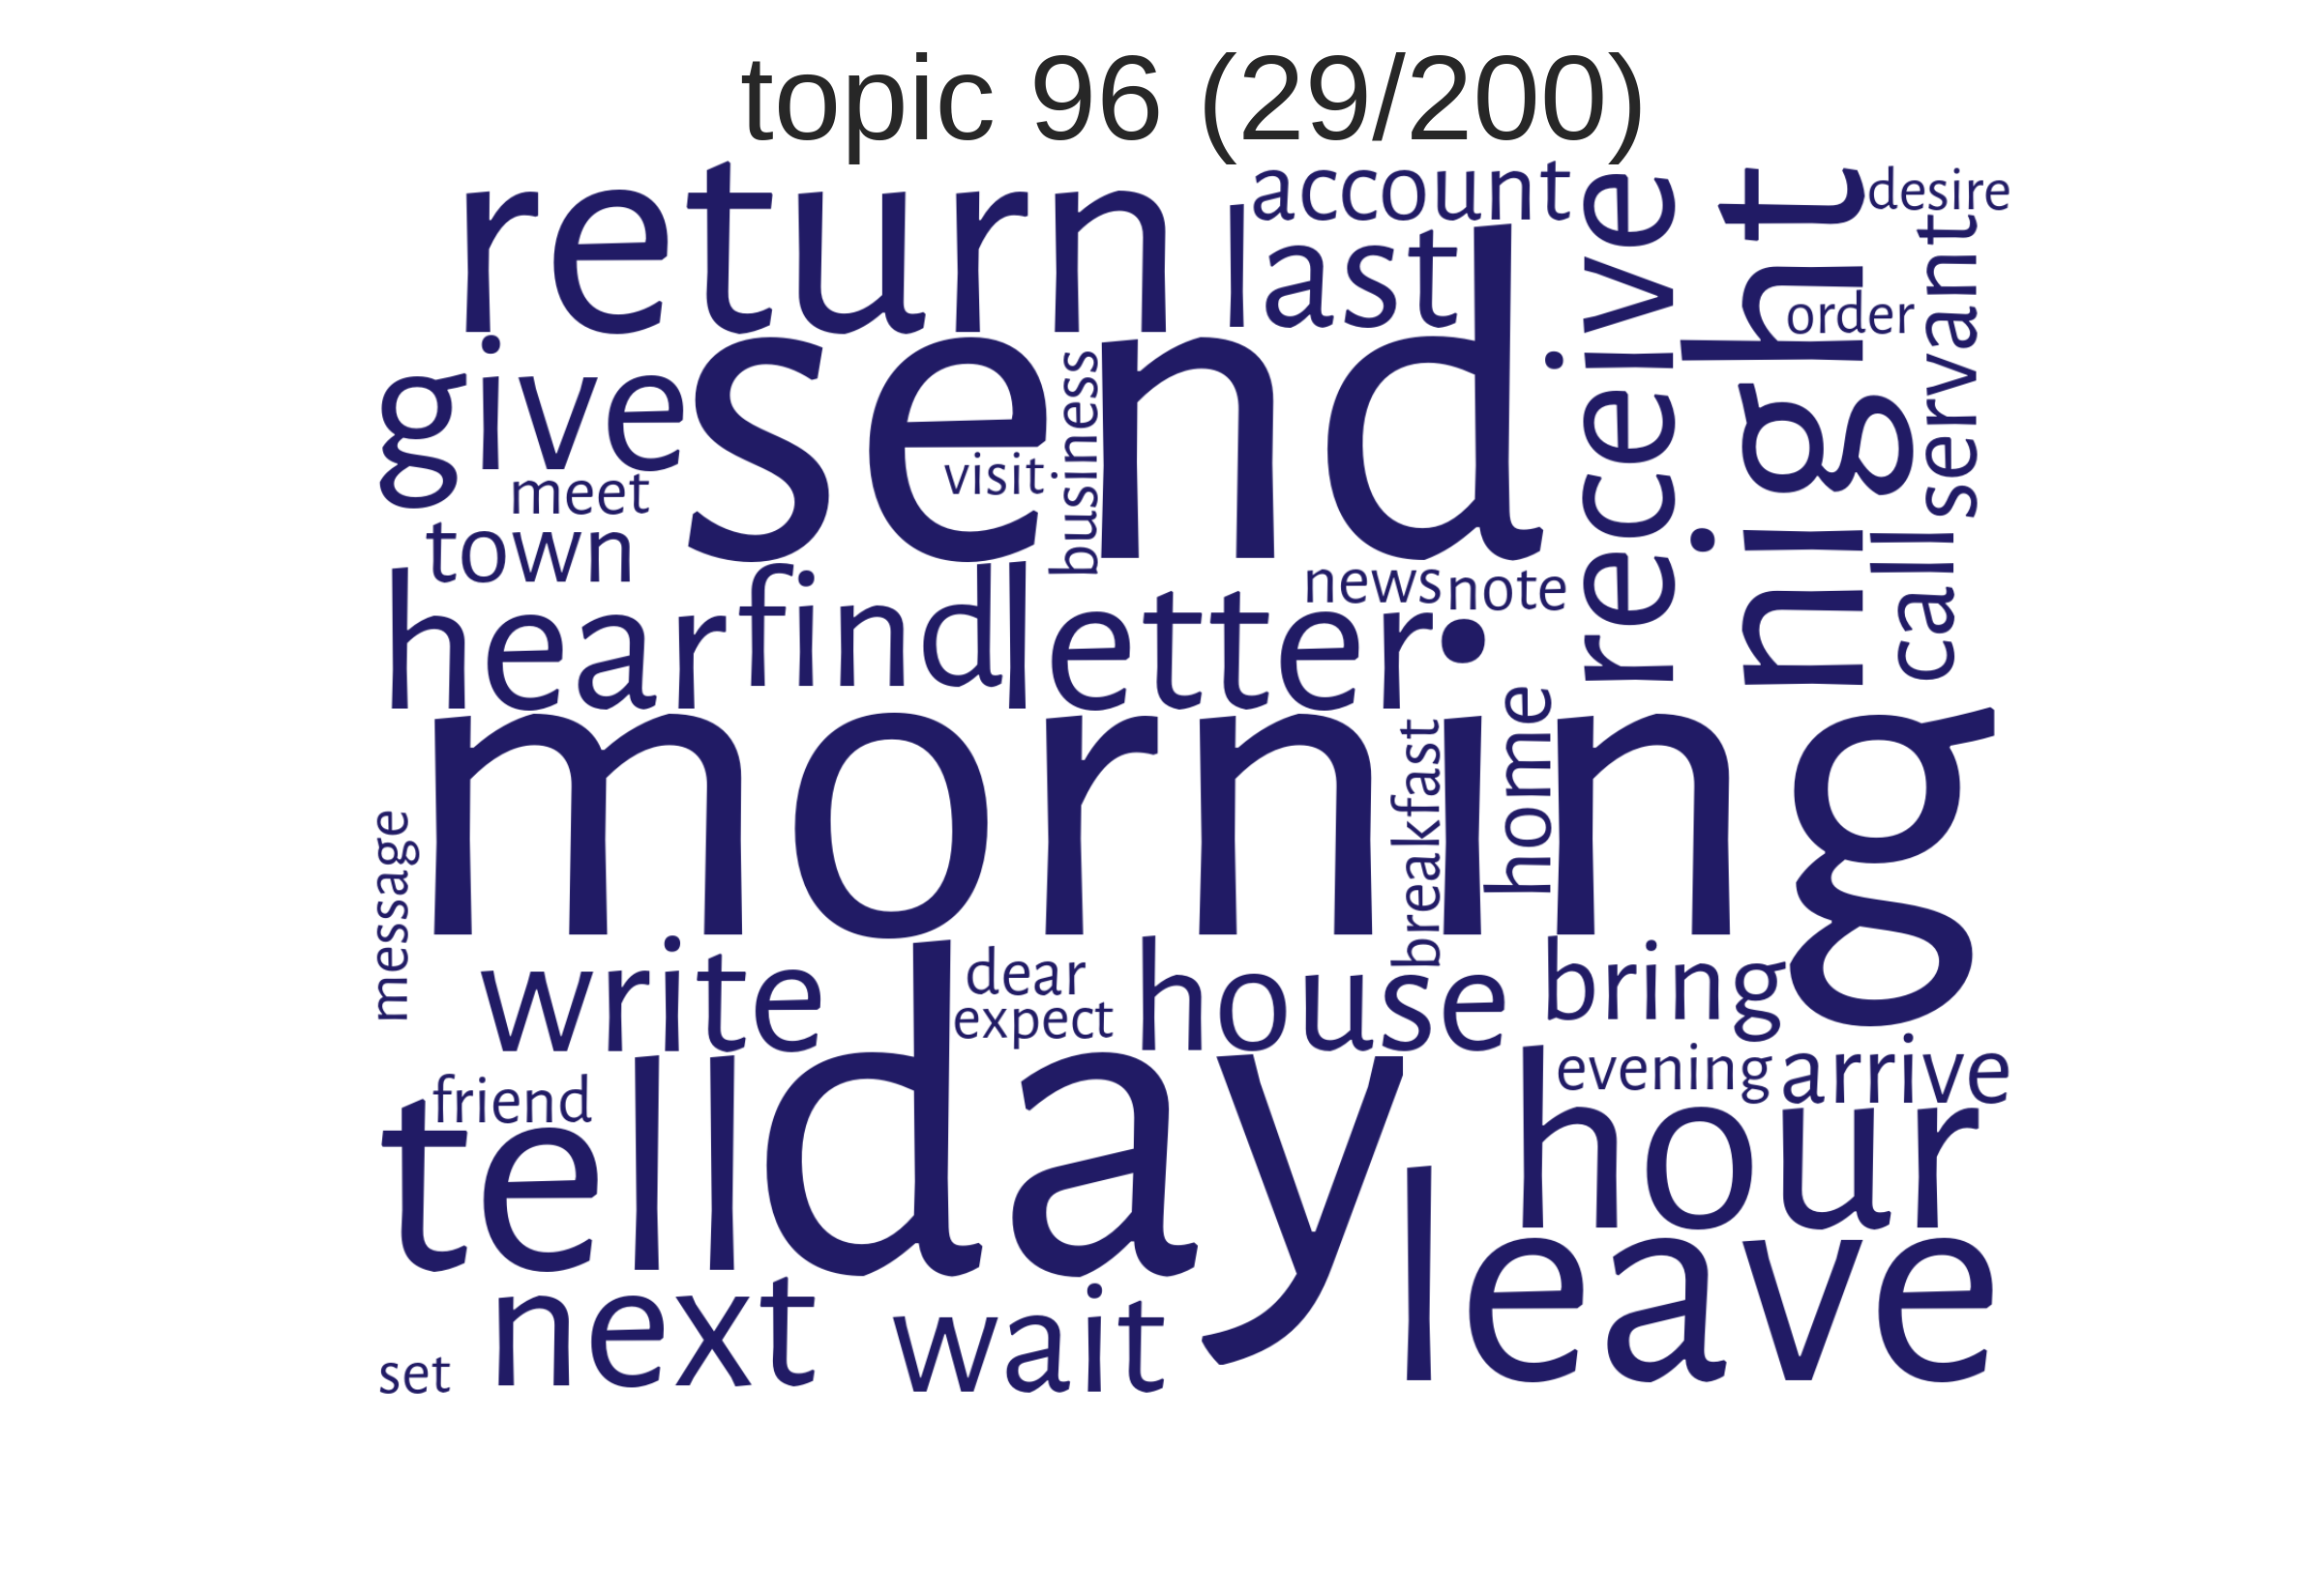 topic 96 (29/200)
return
account
desire
last
receive
night
servant
order
give
send
business
visit
meet
town
news
note
call
hear
find
letter
morning
breakfast
home
message
write
dear
expect
house
bring
friend
evening
arrive
tell
day
hour
leave
next
wait
set